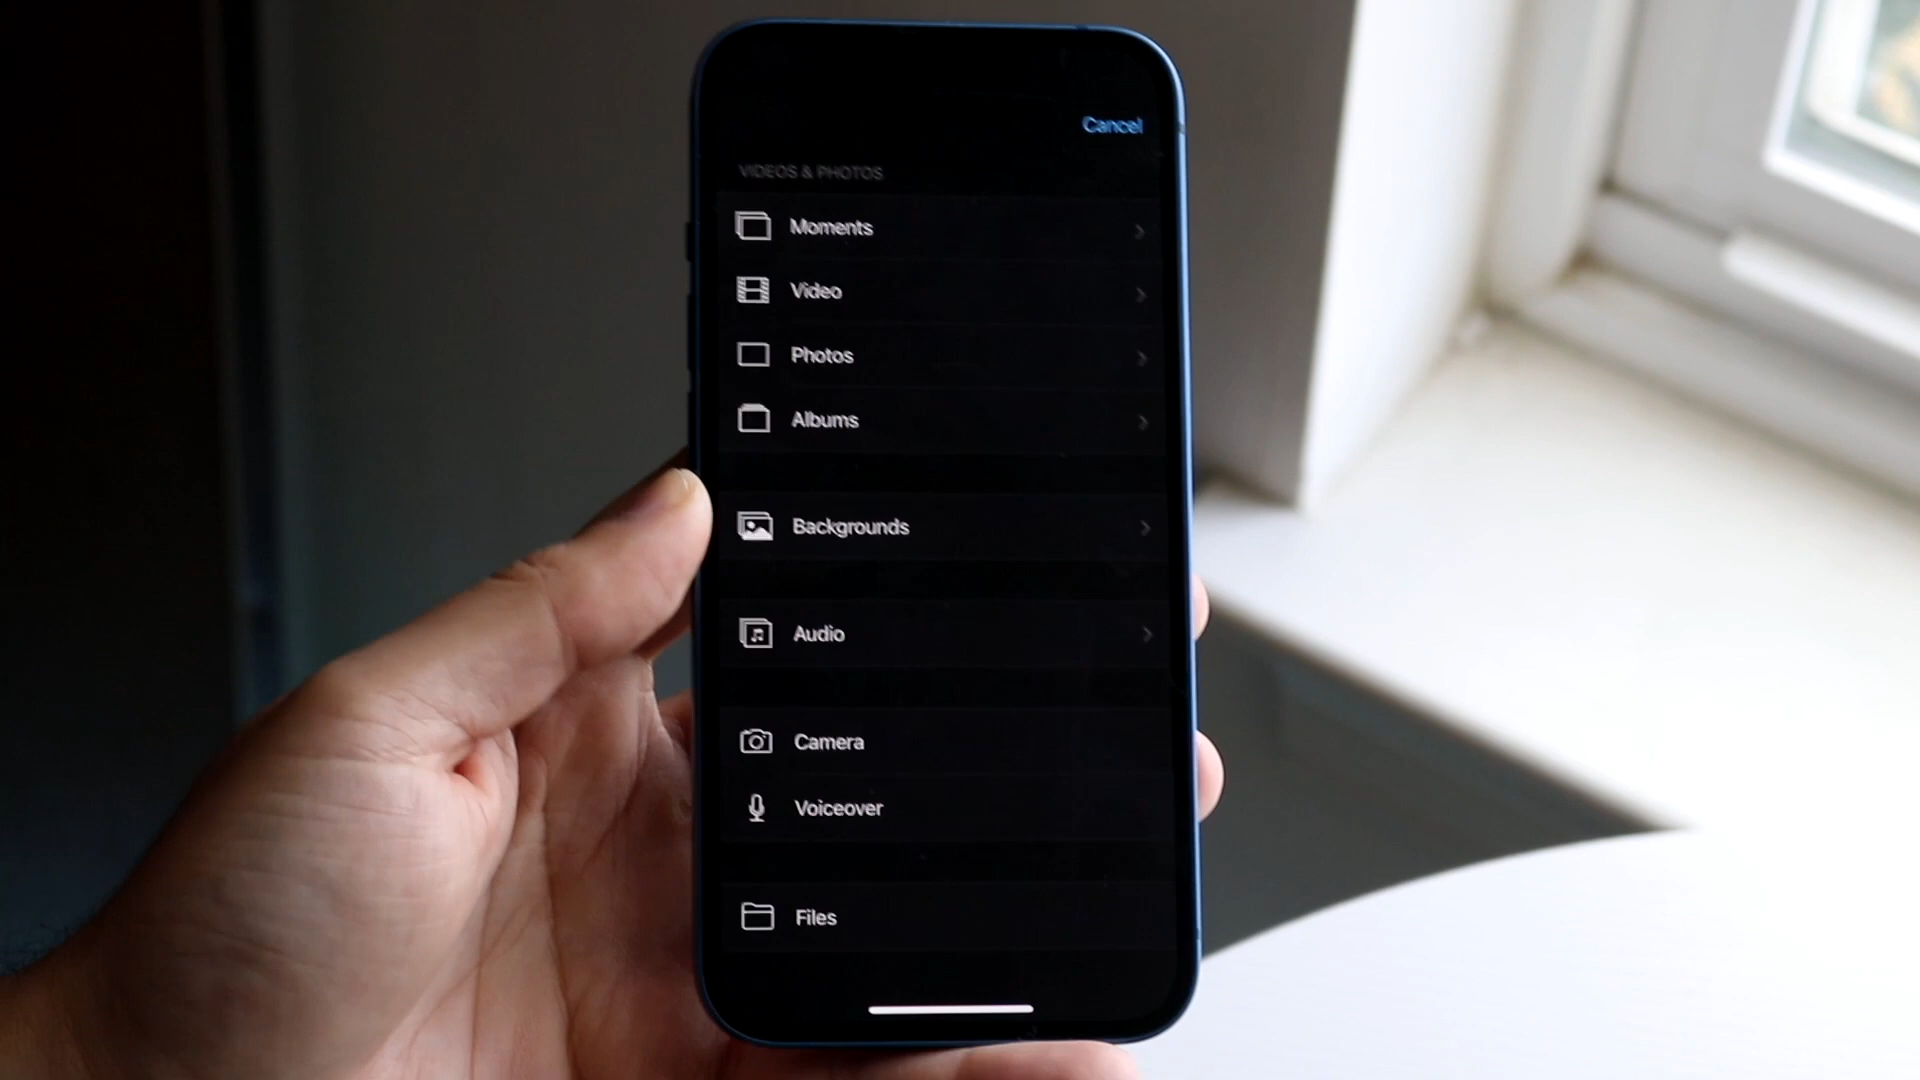 Cancel
VIDEOS & PHOTOS
Moments
Video
Photos
Albums
Backgrounds
Audio
Camera
Voiceover
Files